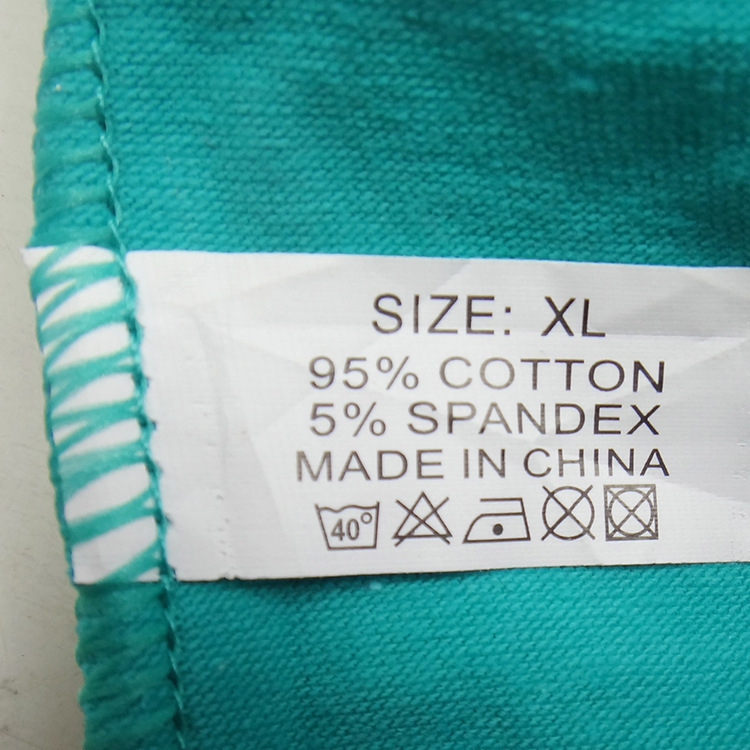 SIZE: XL
95% COTTON
5% SPANDEX
MADE IN CHINA
40°